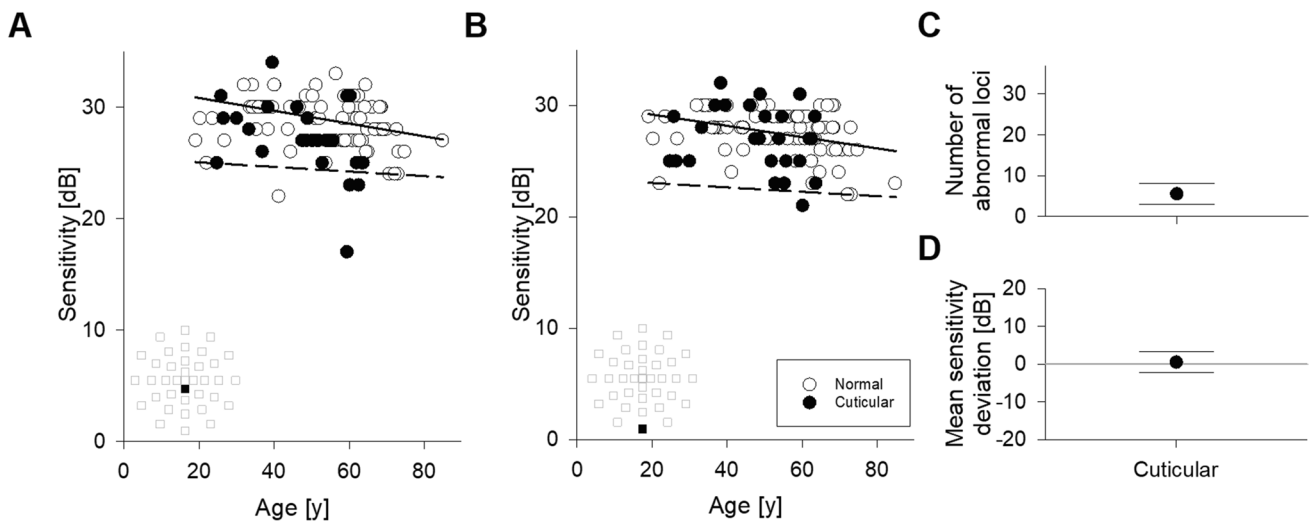 A
Sensitivity [dB]
30
20
10
0
0 20 40 60 80
Age [y]
B
Sensitivity [dB]
30
20
10
0
0 20 40 60 80
Age [y]
Normal
Cuticular
C
Number of
abnormal loci
30
20
10
0
D
Mean sensitivity
deviation [dB]
20
10
0
-10
-20
Cuticular